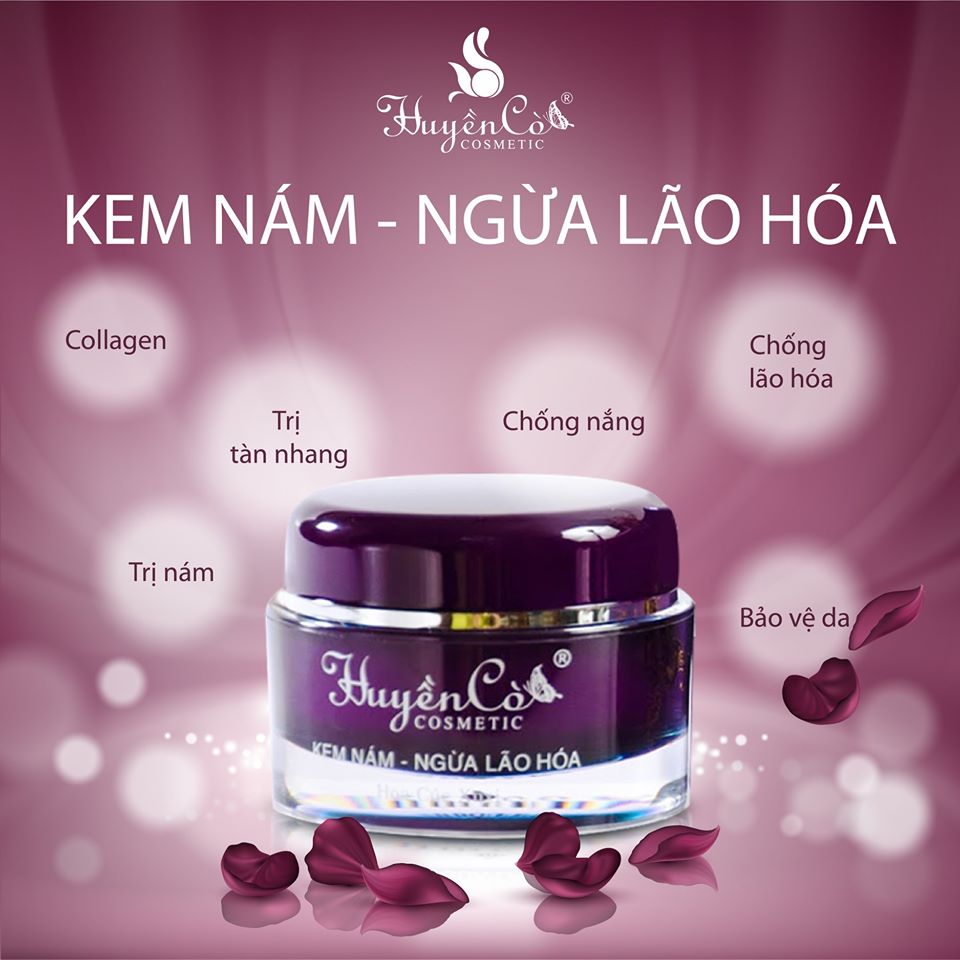 HuyềnCò®
COSMETIC
KEM NÁM - NGỪA LÃO HÓA
Collagen
Chống
lão hóa
Trị
tàn nhang
Chống nắng
Trị nám
Bảo vệ da
HuyềnCò®
COSMETIC
KEM NÁM - NGỪA LÃO HÓA